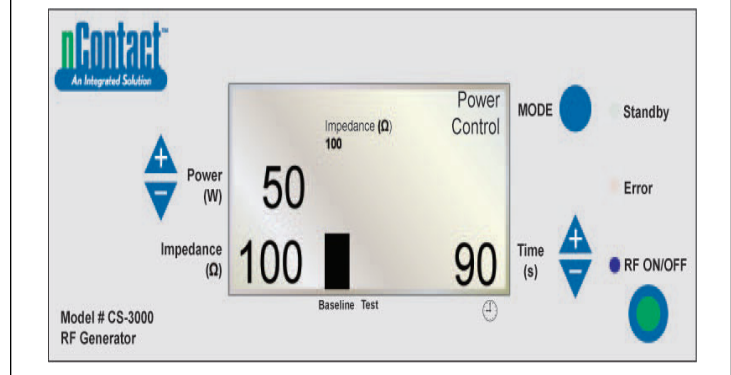 nContact™
An Integrated Solution
Power
Control
Impedance (Ω)
100
MODE
Standby
+
−
Power
(W)
50
Error
Impedance
(Ω)
100
90
Time
(s)
+
−
RF ON/OFF
Baseline Test
Model # CS-3000
RF Generator